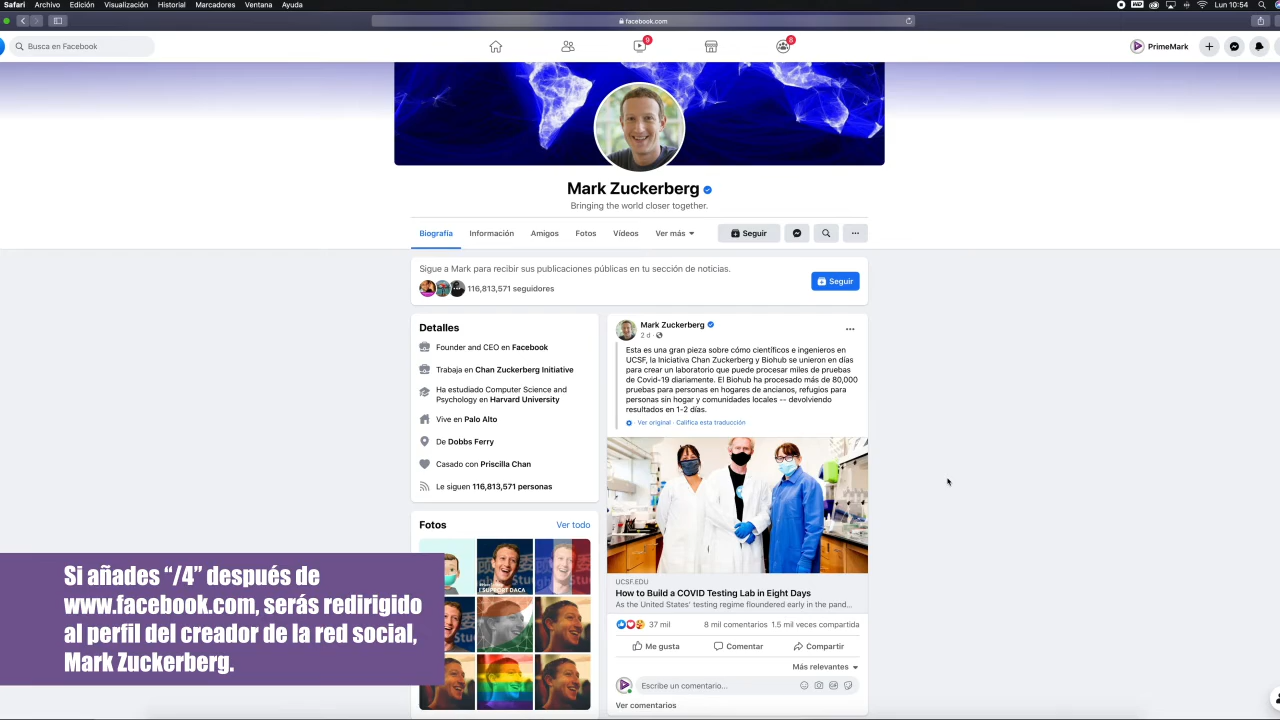 Safari Archivo Edición Visualización Historial Marcadores Ventana Ayuda
Lun 10:54
facebook.com
Busca en Facebook
9
8
PrimeMark
Mark Zuckerberg
Bringing the world closer together.
Biografía Información Amigos Fotos Vídeos Ver más
Seguir
Sigue a Mark para recibir sus publicaciones públicas en tu sección de noticias.
116,813,571 seguidores
Seguir
Detalles
Founder and CEO en Facebook
Trabaja en Chan Zuckerberg Initiative
Ha estudiado Computer Science and
Psychology en Harvard University
Vive en Palo Alto
De Dobbs Ferry
Casado con Priscilla Chan
Le siguen 116,813,571 personas
Fotos Ver todo
I SUPPORT DACA
Mark Zuckerberg
2 d ·
Esta es una gran pieza sobre cómo científicos e ingenieros en
UCSF, la Iniciativa Chan Zuckerberg y Biohub se unieron en días
para crear un laboratorio que puede procesar miles de pruebas
de Covid-19 diariamente. El Biohub ha procesado más de 80,000
pruebas para personas en hogares de ancianos, refugios para
personas sin hogar y comunidades locales -- devolviendo
resultados en 1-2 días.
· Ver original · Califica esta traducción
UCSF.EDU
How to Build a COVID Testing Lab in Eight Days
As the United States' testing regime floundered early in the pand...
37 mil 8 mil comentarios 1.5 mil veces compartida
Me gusta Comentar Compartir
Más relevantes
Escribe un comentario...
Ver comentarios
Si añades “/4” después de
www.facebook.com, serás redirigido
al perfil del creador de la red social,
Mark Zuckerberg.